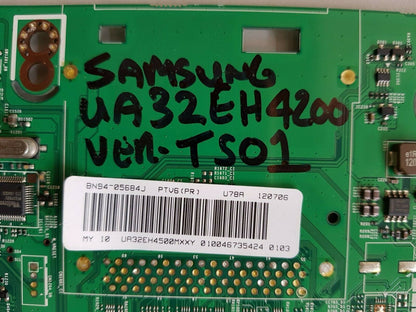 SAMSUNG
UA32EH4200
VER-TS01
BN94-05684J PTV6(PR) U78A 120706
MY 10 UA32EH4500MXXY 010046735424 0103